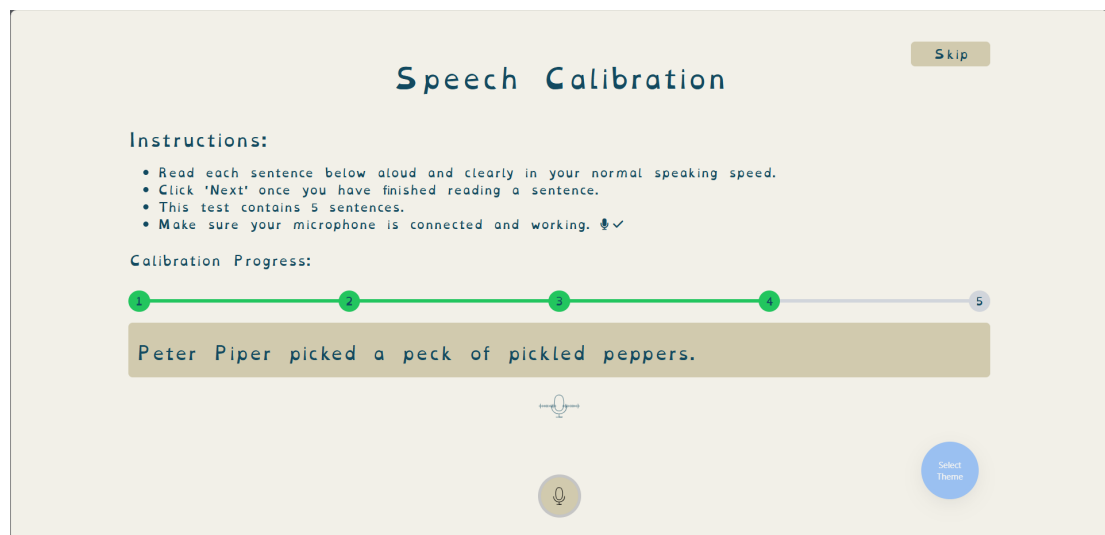 Skip
Speech Calibration
Instructions:
• Read each sentence below aloud and clearly in your normal speaking speed.
• Click 'Next' once you have finished reading a sentence.
• This test contains 5 sentences.
• Make sure your microphone is connected and working.
Calibration Progress:
1 2 3 4 5
Peter Piper picked a peck of pickled peppers.
Select
Theme